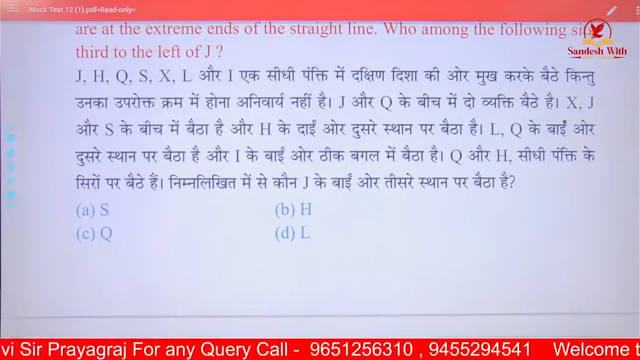 Mock Test 12 (1).pdf<Read-only>
are at the extreme ends of the straight line. Who among the following sits
third to the left of J ?
Sandesh With
J, H, Q, S, X, L और I एक सीधी पंक्ति में दक्षिण दिशा की ओर मुख करके बैठे किन्तु
उनका उपरोक्त क्रम में होना अनिवार्य नहीं है। J और Q के बीच में दो व्यक्ति बैठे है। X, J
और S के बीच में बैठा है और H के दाईं ओर दुसरे स्थान पर बैठा है। L, Q के बाईं ओर
दुसरे स्थान पर बैठा है और I के बाईं ओर ठीक बगल में बैठा है। Q और H, सीधी पंक्ति के
सिरों पर बैठे हैं। निम्नलिखित में से कौन J के बाईं ओर तीसरे स्थान पर बैठा है?
(a) S (b) H
(c) Q (d) L
vi Sir Prayagraj For any Query Call - 9651256310 , 9455294541 Welcome t